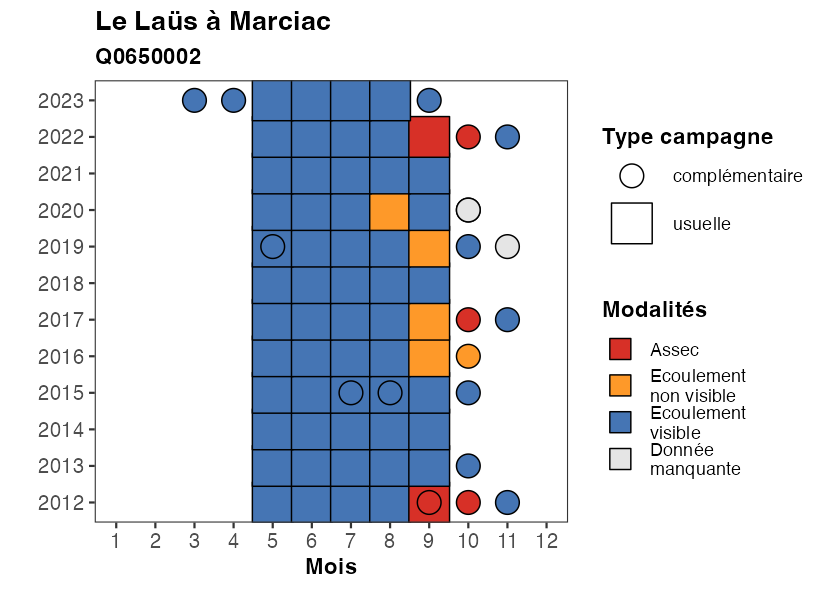 Le Laüs à Marciac
Q0650002
2023
2022
2021
2020
2019
2018
2017
2016
2015
2014
2013
2012
1 2 3 4 5 6 7 8 9 10 11 12
Mois
Type campagne
complémentaire
usuelle
Modalités
Assec
Ecoulement
non visible
Ecoulement
visible
Donnée
manquante